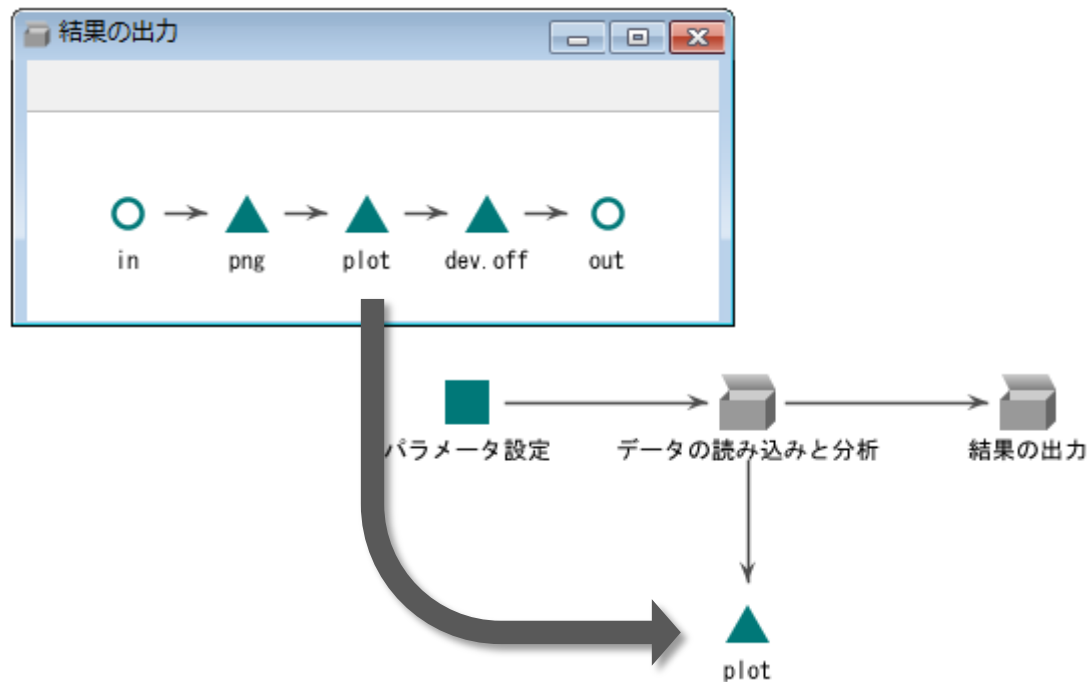 結果の出力
in
png
plot
dev.off
out
パラメータ設定
データの読み込みと分析
結果の出力
plot